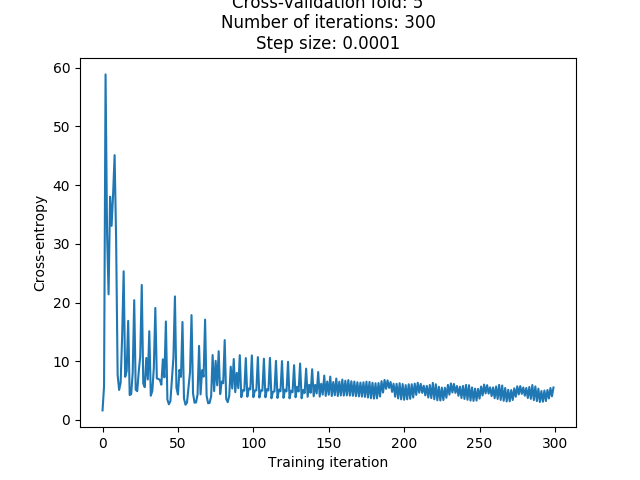 Cross-validation fold: 5
Number of iterations: 300
Step size: 0.0001
60
50
40
30
20
10
0
Cross-entropy
0 50 100 150 200 250 300
Training iteration